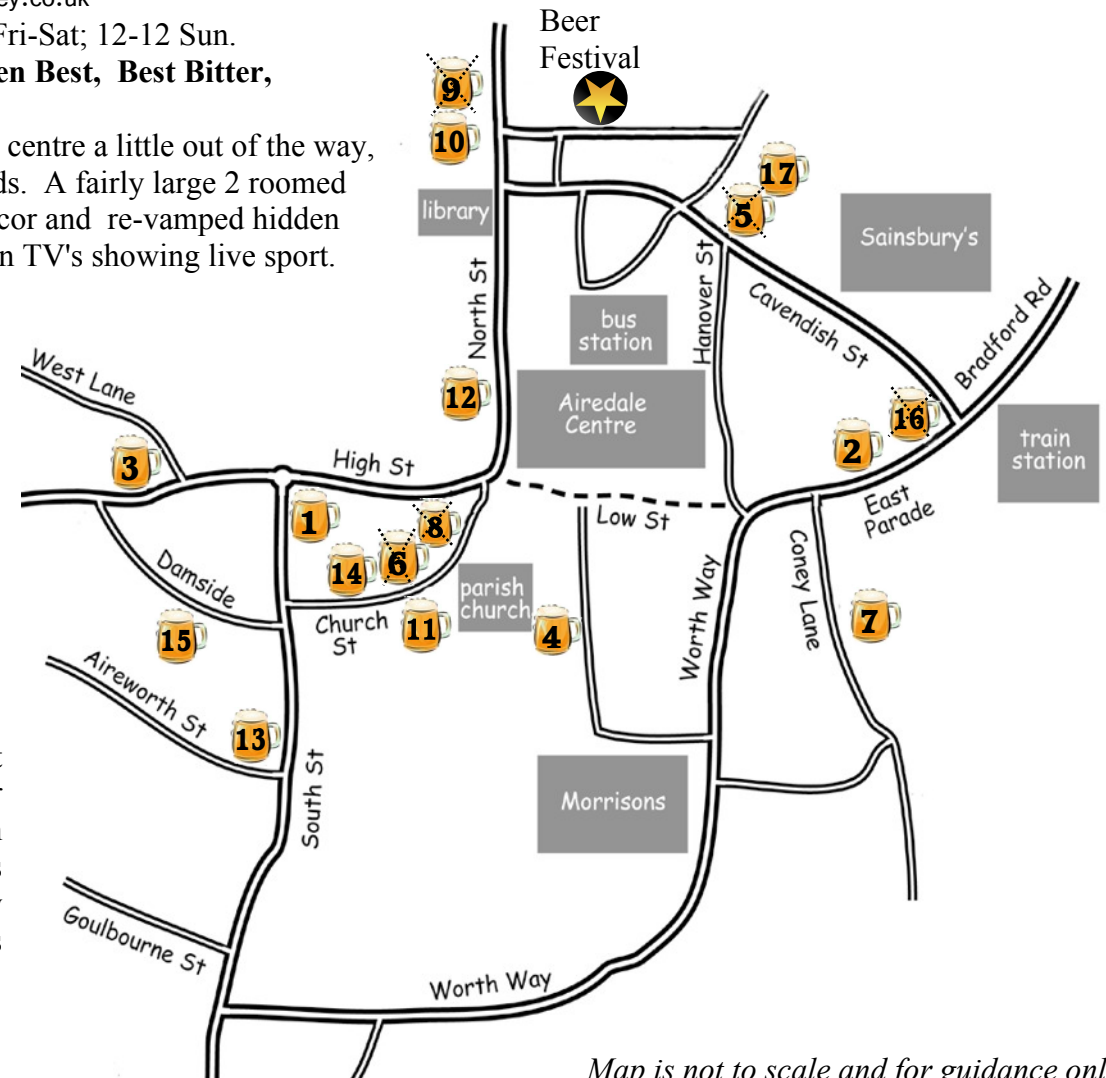 ey.co.uk
Fri-Sat; 12-12 Sun.
en Best, Best Bitter,
centre a little out of the way,
ds. A fairly large 2 roomed
cor and re-vamped hidden
n TV's showing live sport.
Beer
Festival
9
10
17
5
library
Sainsbury's
North St
Hanover St
bus
station
Cavendish St
Bradford Rd
West Lane
12
Airedale
Centre
16
2
train
station
3
High St
East
Parade
1
8
Low St
6
14
Damside
parish
church
Church
St
11
4
Worth Way
Coney Lane
7
15
Aireworth St
13
South St
Morrisons
Goulbourne St
Worth Way
Map is not to scale and for guidance onl